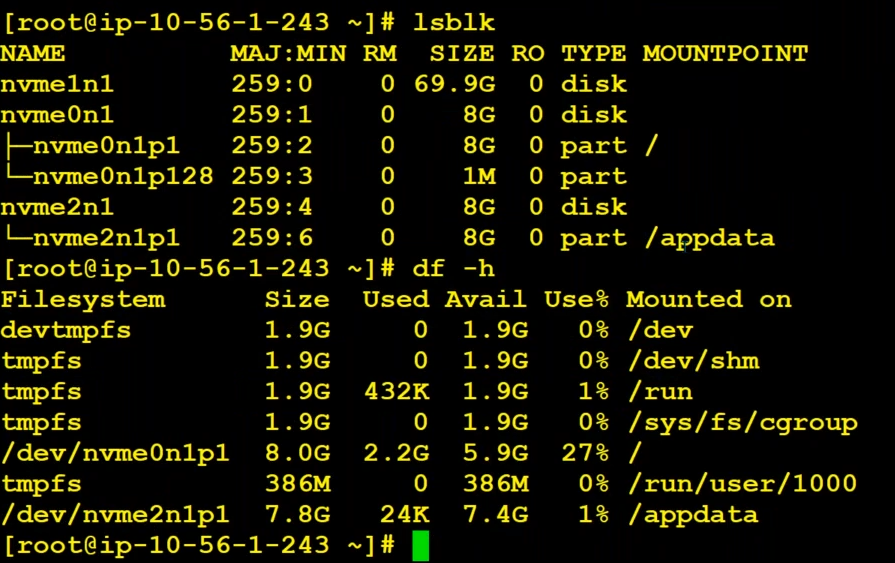 [root@ip-10-56-1-243 ~]# lsblk
NAME          MAJ:MIN RM  SIZE RO TYPE MOUNTPOINT
nvme1n1       259:0    0 69.9G  0 disk
nvme0n1       259:1    0    8G  0 disk
├─nvme0n1p1   259:2    0    8G  0 part /
└─nvme0n1p128 259:3    0    1M  0 part
nvme2n1       259:4    0    8G  0 disk
└─nvme2n1p1   259:6    0    8G  0 part /appdata
[root@ip-10-56-1-243 ~]# df -h
Filesystem      Size  Used Avail Use% Mounted on
devtmpfs        1.9G     0  1.9G   0% /dev
tmpfs           1.9G     0  1.9G   0% /dev/shm
tmpfs           1.9G  432K  1.9G   1% /run
tmpfs           1.9G     0  1.9G   0% /sys/fs/cgroup
/dev/nvme0n1p1  8.0G  2.2G  5.9G  27% /
tmpfs           386M     0  386M   0% /run/user/1000
/dev/nvme2n1p1  7.8G   24K  7.4G   1% /appdata
[root@ip-10-56-1-243 ~]#